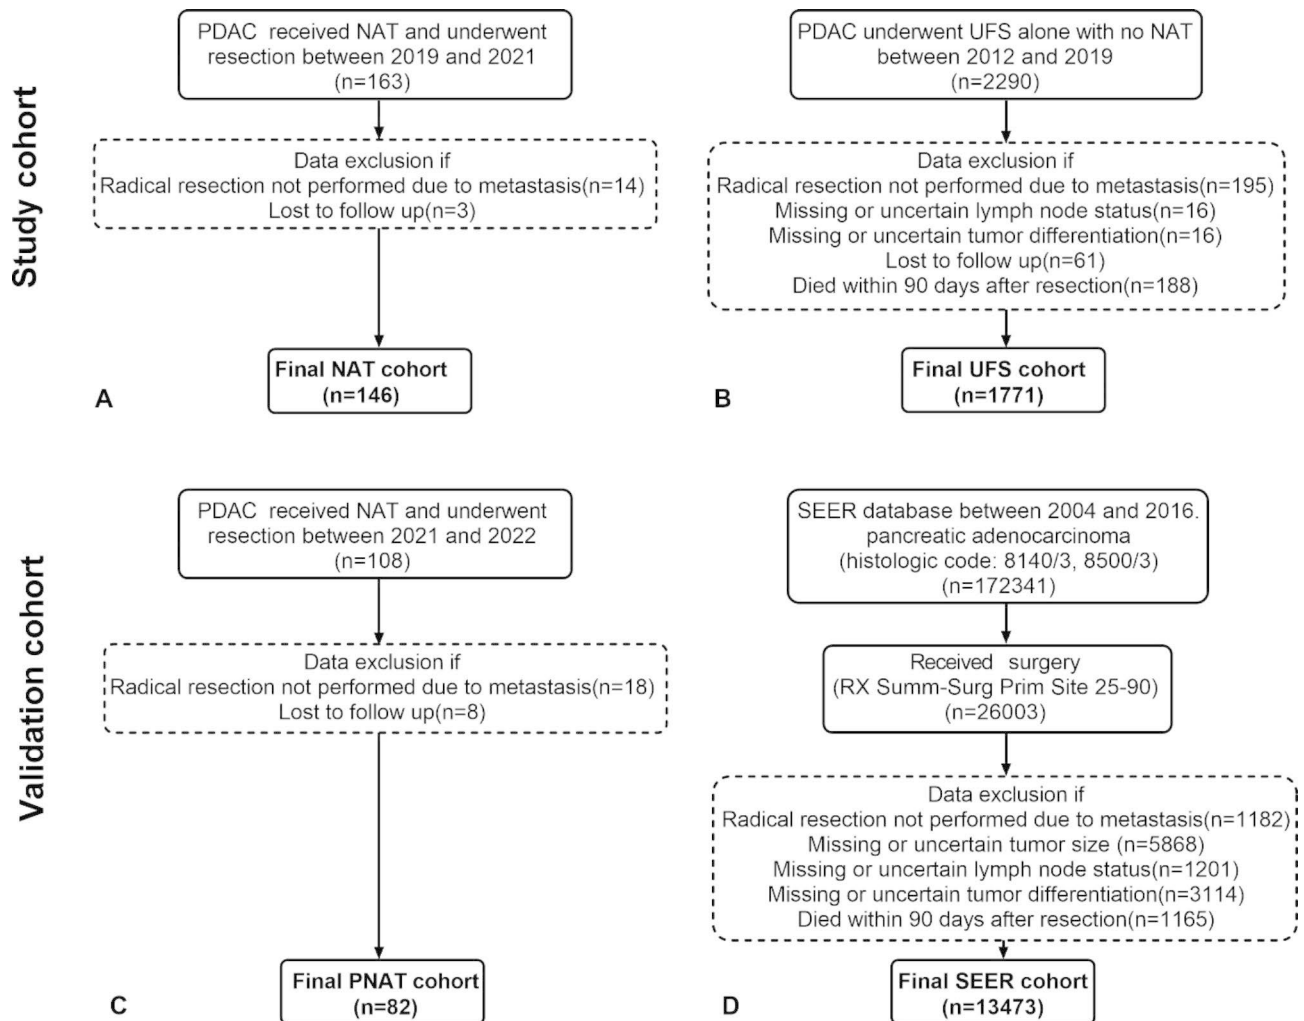 Study cohort
PDAC received NAT and underwent
resection between 2019 and 2021
(n=163)
Data exclusion if
Radical resection not performed due to metastasis(n=14)
Lost to follow up(n=3)
Final NAT cohort
(n=146)
A
PDAC underwent UFS alone with no NAT
between 2012 and 2019
(n=2290)
Data exclusion if
Radical resection not performed due to metastasis(n=195)
Missing or uncertain lymph node status(n=16)
Missing or uncertain tumor differentiation(n=16)
Lost to follow up(n=61)
Died within 90 days after resection(n=188)
Final UFS cohort
(n=1771)
B
Validation cohort
PDAC received NAT and underwent
resection between 2021 and 2022
(n=108)
Data exclusion if
Radical resection not performed due to metastasis(n=18)
Lost to follow up(n=8)
Final PNAT cohort
(n=82)
C
SEER database between 2004 and 2016.
pancreatic adenocarcinoma
(histologic code: 8140/3, 8500/3)
(n=172341)
Received surgery
(RX Summ-Surg Prim Site 25-90)
(n=26003)
Data exclusion if
Radical resection not performed due to metastasis(n=1182)
Missing or uncertain tumor size (n=5868)
Missing or uncertain lymph node status(n=1201)
Missing or uncertain tumor differentiation(n=3114)
Died within 90 days after resection(n=1165)
Final SEER cohort
(n=13473)
D